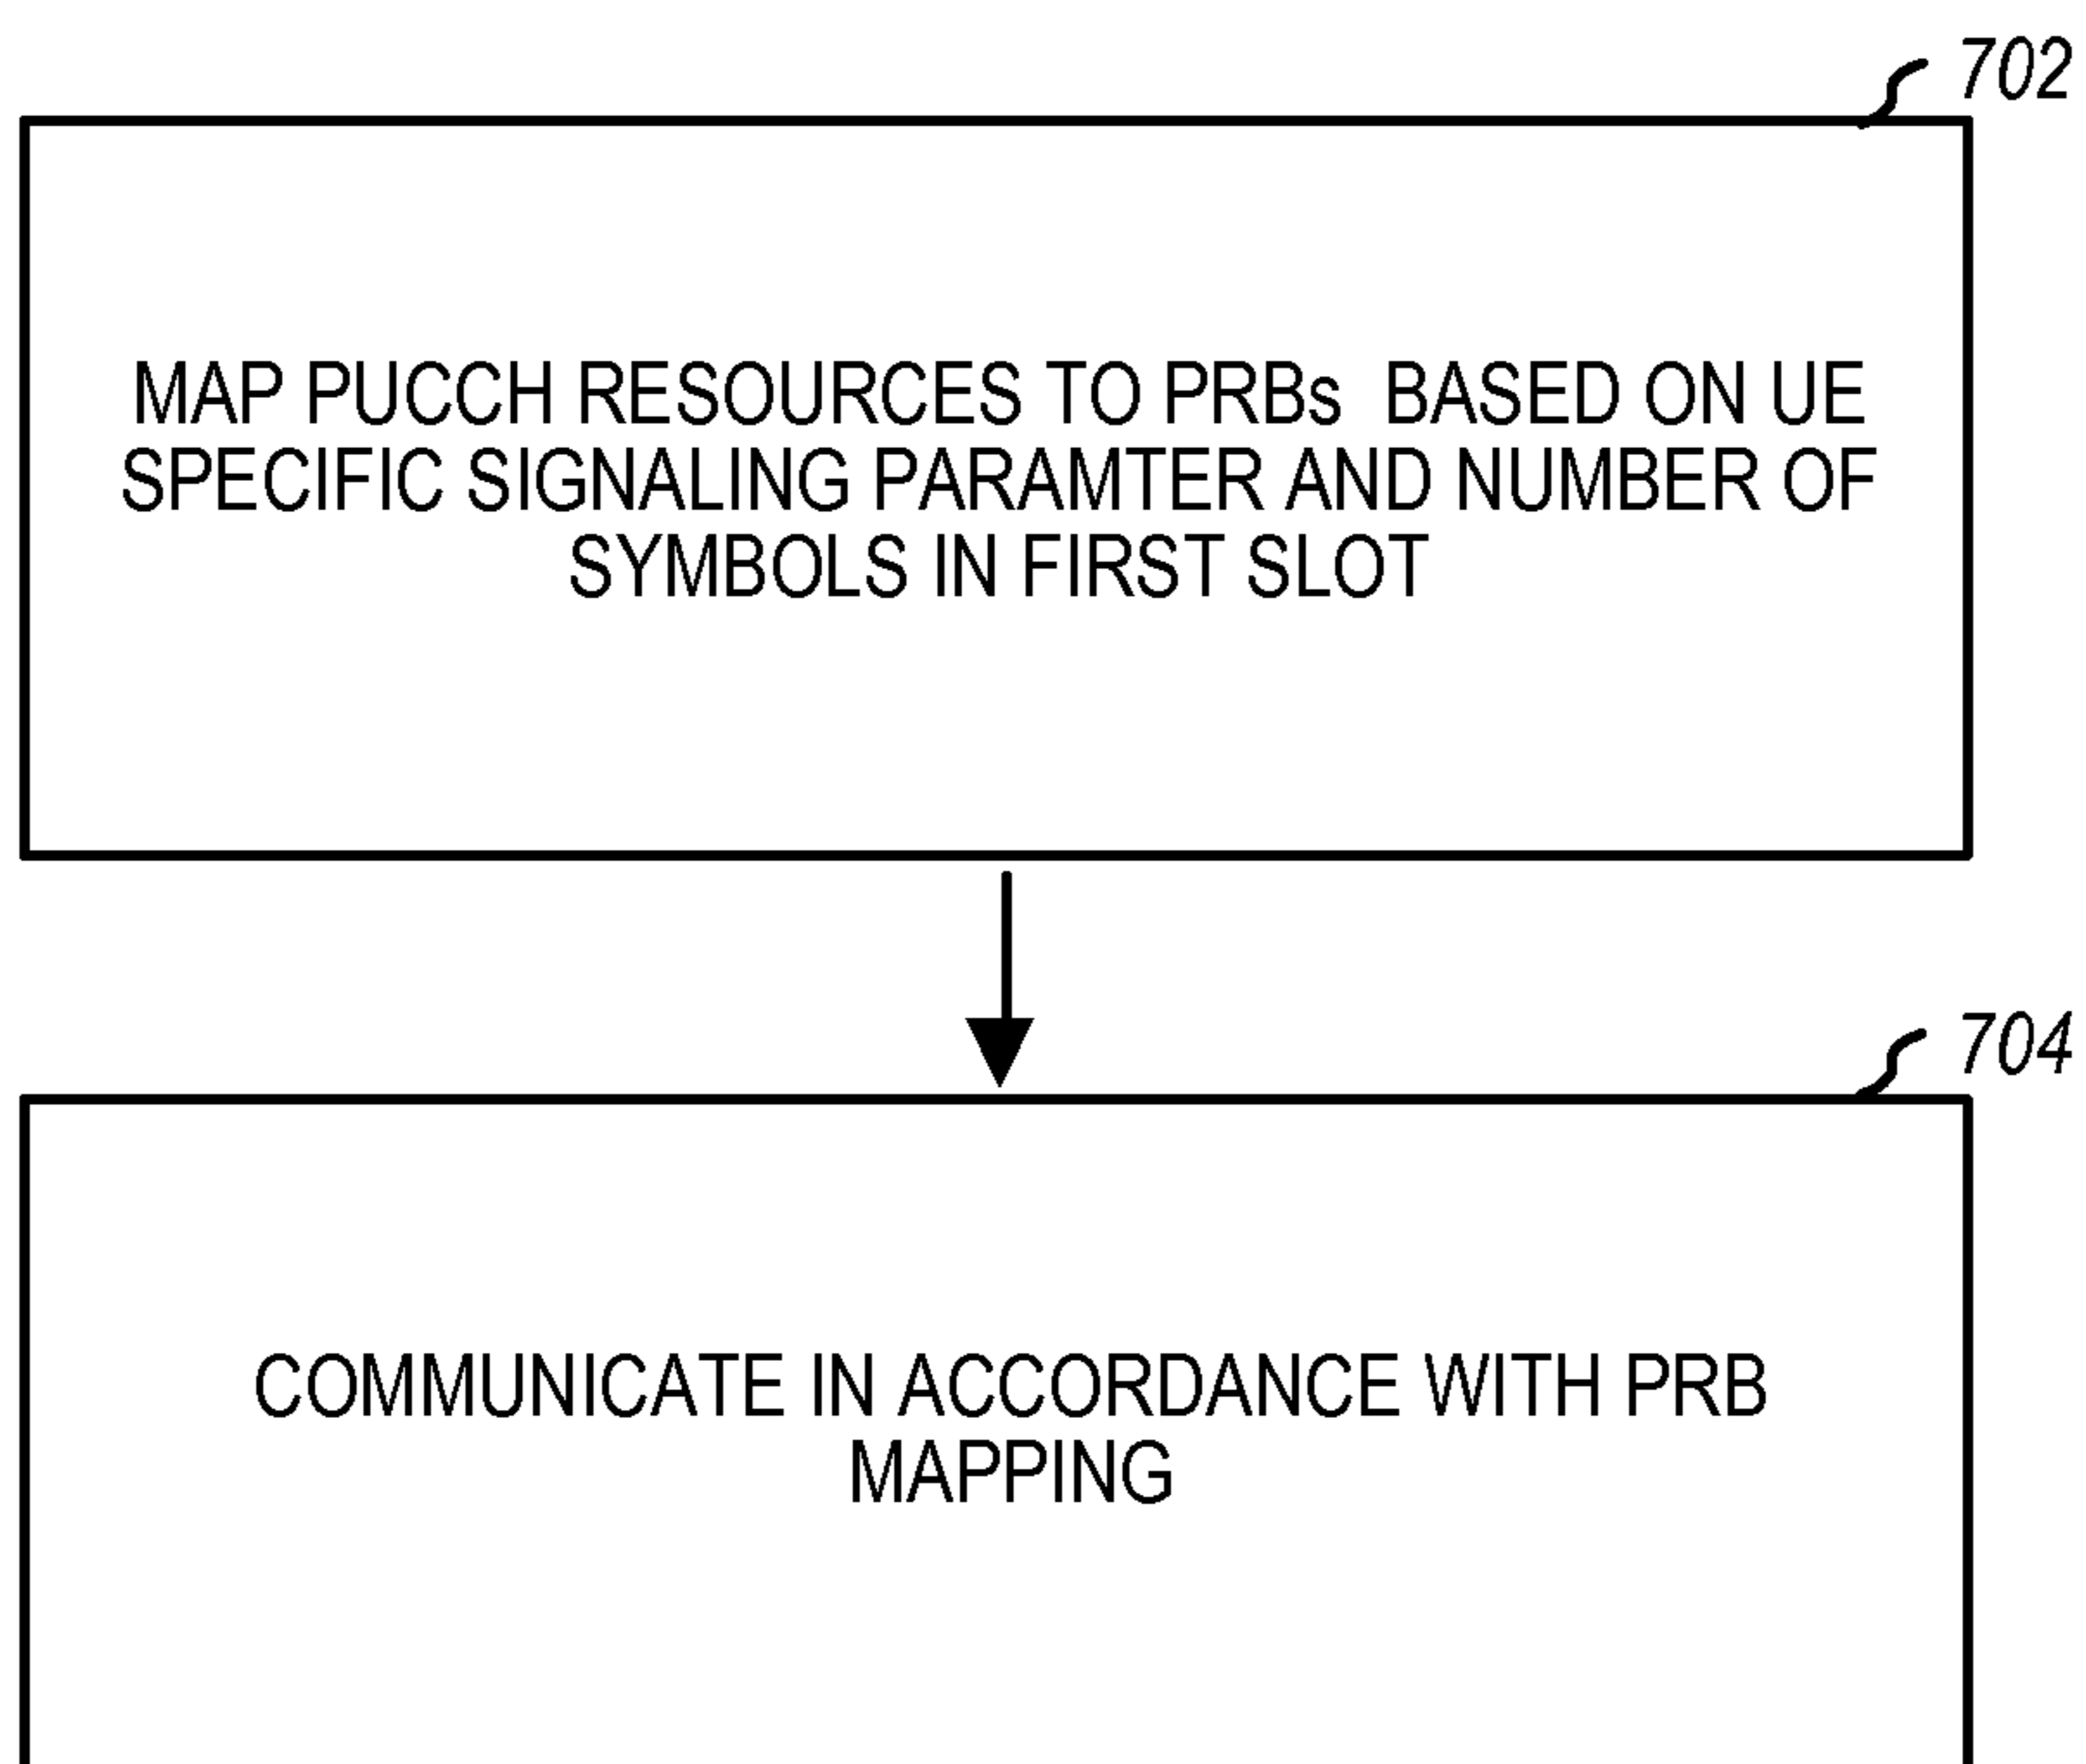 702
MAP PUCCH RESOURCES TO PRBs BASED ON UE
SPECIFIC SIGNALING PARAMTER AND NUMBER OF
SYMBOLS IN FIRST SLOT
704
COMMUNICATE IN ACCORDANCE WITH PRB
MAPPING